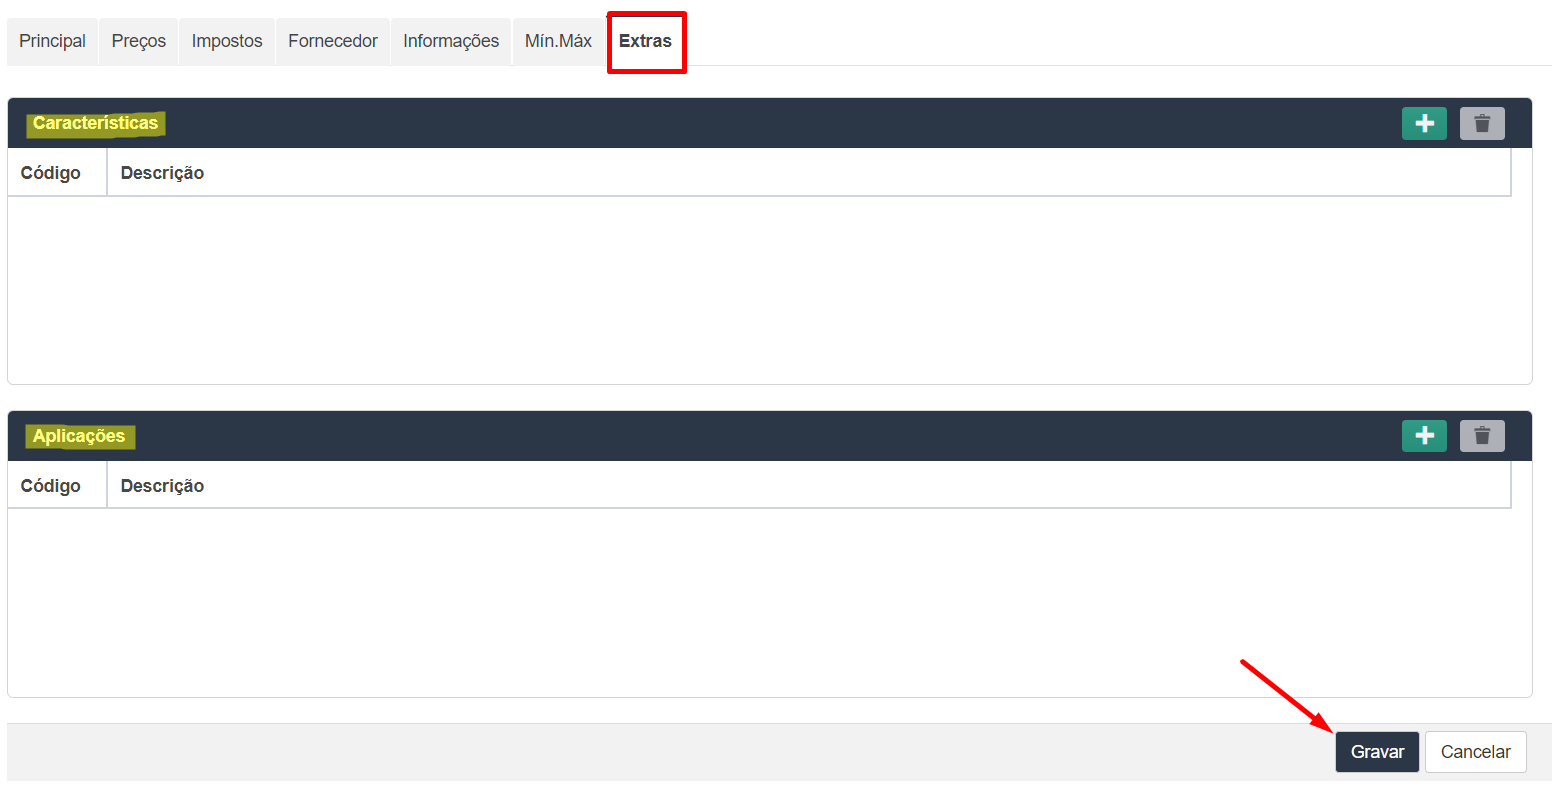 Principal Preços Impostos Fornecedor Informações Mín.Máx Extras
Características
Código Descrição
Aplicações
Código Descrição
Gravar Cancelar